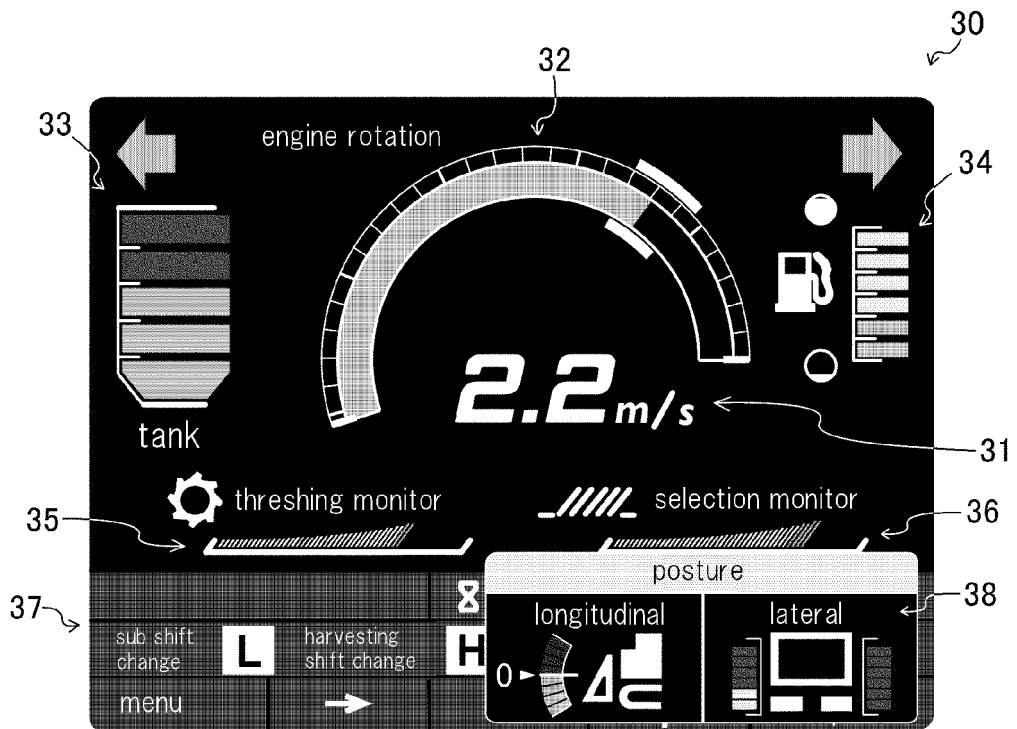 30
32
33
engine rotation
34
2.2 m/s
tank
31
threshing monitor
selection monitor
35
36
posture
37
longitudinal
lateral
38
sub shift
change
L
harvesting
shift change
H
0
menu